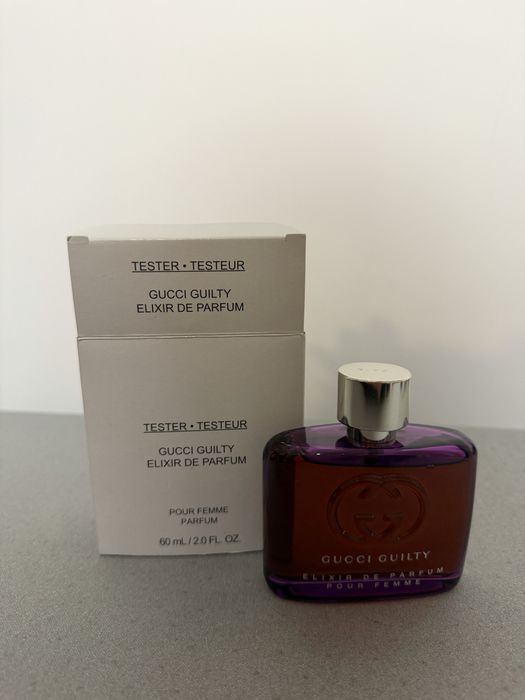 TESTER • TESTEUR
GUCCI GUILTY
ELIXIR DE PARFUM
TESTER • TESTEUR
GUCCI GUILTY
ELIXIR DE PARFUM
POUR FEMME
PARFUM
60 mL / 2.0 FL. OZ.
GUCCI GUILTY
ELIXIR DE PARFUM
POUR FEMME